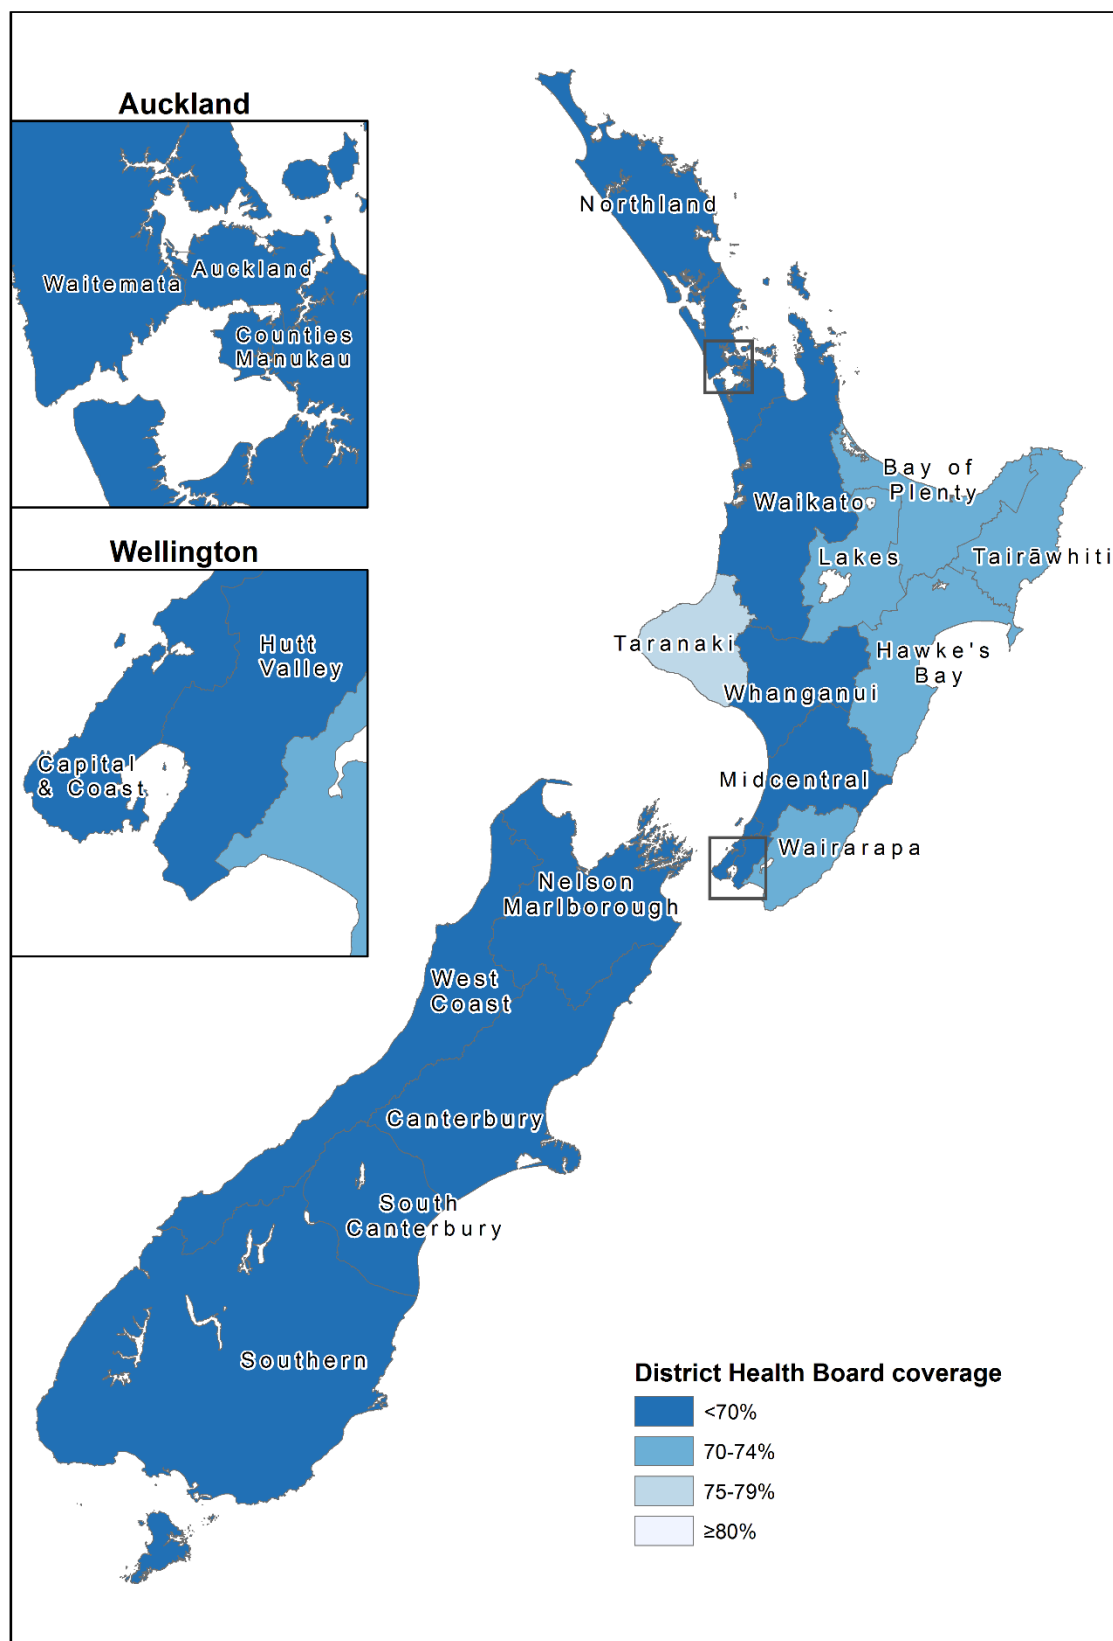 Auckland
Waitemata
Auckland
Counties
Manukau
Wellington
Hutt
Valley
Capital
& Coast
Northland
Bay of
Plenty
Waikato
Lakes
Tairāwhiti
Taranaki
Hawke's
Bay
Whanganui
Midcentral
Wairarapa
Nelson
Marlborough
West
Coast
Canterbury
South
Canterbury
Southern
District Health Board coverage
<70%
70-74%
75-79%
≥80%